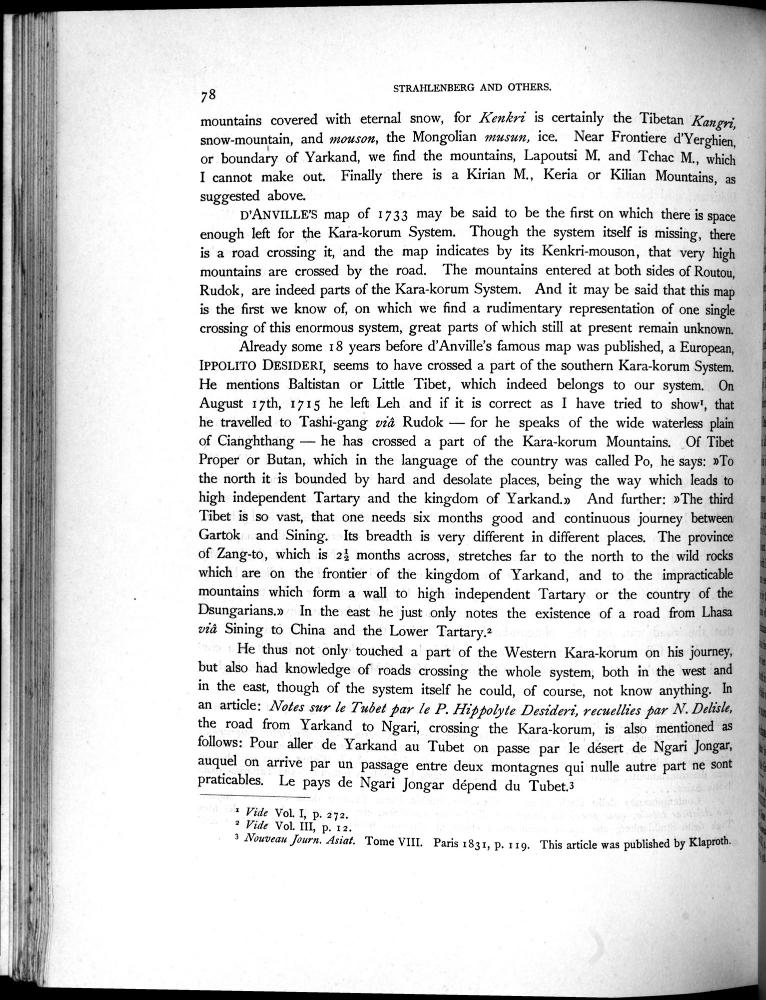 78
STRAHLENBERG AND OTHERS.
mountains covered with eternal snow, for Kenkri is certainly the Tibetan Kangri,
snow-mountain, and mouson, the Mongolian musun, ice. Near Frontiere d'Yerghien,
or boundary of Yarkand, we find the mountains, Lapoutsi M. and Tchac M., which
I cannot make out. Finally there is a Kirian M., Keria or Kilian Mountains, as
suggested above.
D'ANVILLE'S map of 1733 may be said to be the first on which there is space
enough left for the Kara-korum System. Though the system itself is missing, there
is a road crossing it, and the map indicates by its Kenkri-mouson, that very high
mountains are crossed by the road. The mountains entered at both sides of Routou,
Rudok, are indeed parts of the Kara-korum System. And it may be said that this map
is the first we know of, on which we find a rudimentary representation of one single
crossing of this enormous system, great parts of which still at present remain unknown.
Already some 18 years before d'Anville's famous map was published, a European,
IPPOLITO DESIDERI, seems to have crossed a part of the southern Kara-korum System.
He mentions Baltistan or Little Tibet, which indeed belongs to our system. On
August 17th, 1715 he left Leh and if it is correct as I have tried to show¹, that
he travelled to Tashi-gang viâ Rudok — for he speaks of the wide waterless plain
of Cianghthang — he has crossed a part of the Kara-korum Mountains. Of Tibet
Proper or Butan, which in the language of the country was called Po, he says: »To
the north it is bounded by hard and desolate places, being the way which leads to
high independent Tartary and the kingdom of Yarkand.» And further: »The third
Tibet is so vast, that one needs six months good and continuous journey between
Gartok and Sining. Its breadth is very different in different places. The province
of Zang-to, which is 2½ months across, stretches far to the north to the wild rocks
which are on the frontier of the kingdom of Yarkand, and to the impracticable
mountains which form a wall to high independent Tartary or the country of the
Dsungarians.» In the east he just only notes the existence of a road from Lhasa
viâ Sining to China and the Lower Tartary.²
He thus not only touched a part of the Western Kara-korum on his journey,
but also had knowledge of roads crossing the whole system, both in the west and
in the east, though of the system itself he could, of course, not know anything. In
an article: Notes sur le Tubet par le P. Hippolyte Desideri, recuellies par N. Delisle,
the road from Yarkand to Ngari, crossing the Kara-korum, is also mentioned as
follows: Pour aller de Yarkand au Tubet on passe par le désert de Ngari Jongar,
auquel on arrive par un passage entre deux montagnes qui nulle autre part ne sont
praticables. Le pays de Ngari Jongar dépend du Tubet.³
¹ Vide Vol. I, p. 272.
² Vide Vol. III, p. 12.
³ Nouveau Journ. Asiat. Tome VIII. Paris 1831, p. 119. This article was published by Klaproth.